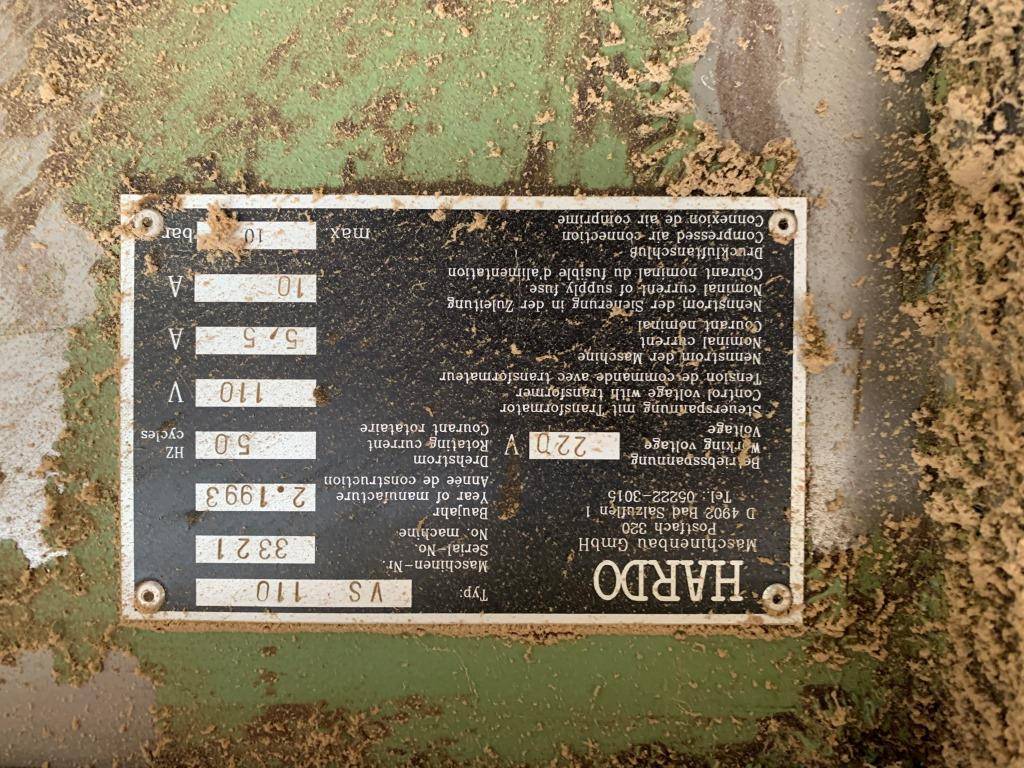 HARDO
Maschinenbau GmbH
Postfach 320
D 4902 Bad Salzuflen 1
Tel.: 05222-3015
Typ: VS 110
Maschinen-Nr.
Serial-No.
No. machine
3321
Baujahr
Year of manufacture
Année de construction
2.1993
Betriebsspannung
Working voltage
Voltage
220 V
Drehstrom
Rotating current
Courant rotataire
50 HZ
cycles
Steuerspannung mit Transformator
Control voltage with transformer
Tension de commande avec transformateur
110 V
Nennstrom der Maschine
Nominal current
Courant nominal
5,5 A
Nennstrom der Sicherung in der Zuleitung
Nominal current of supply fuse
Courant nominal du fusible d'alimentation
10 A
Druckluftanschluß
Compressed air connection
Connexion de air comprime
max 10 bar